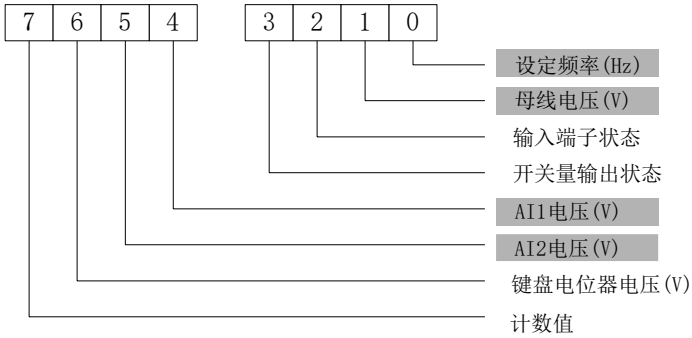 7 6 5 4 3 2 1 0
设定频率(Hz)
母线电压(V)
输入端子状态
开关量输出状态
AI1电压(V)
AI2电压(V)
键盘电位器电压(V)
计数值